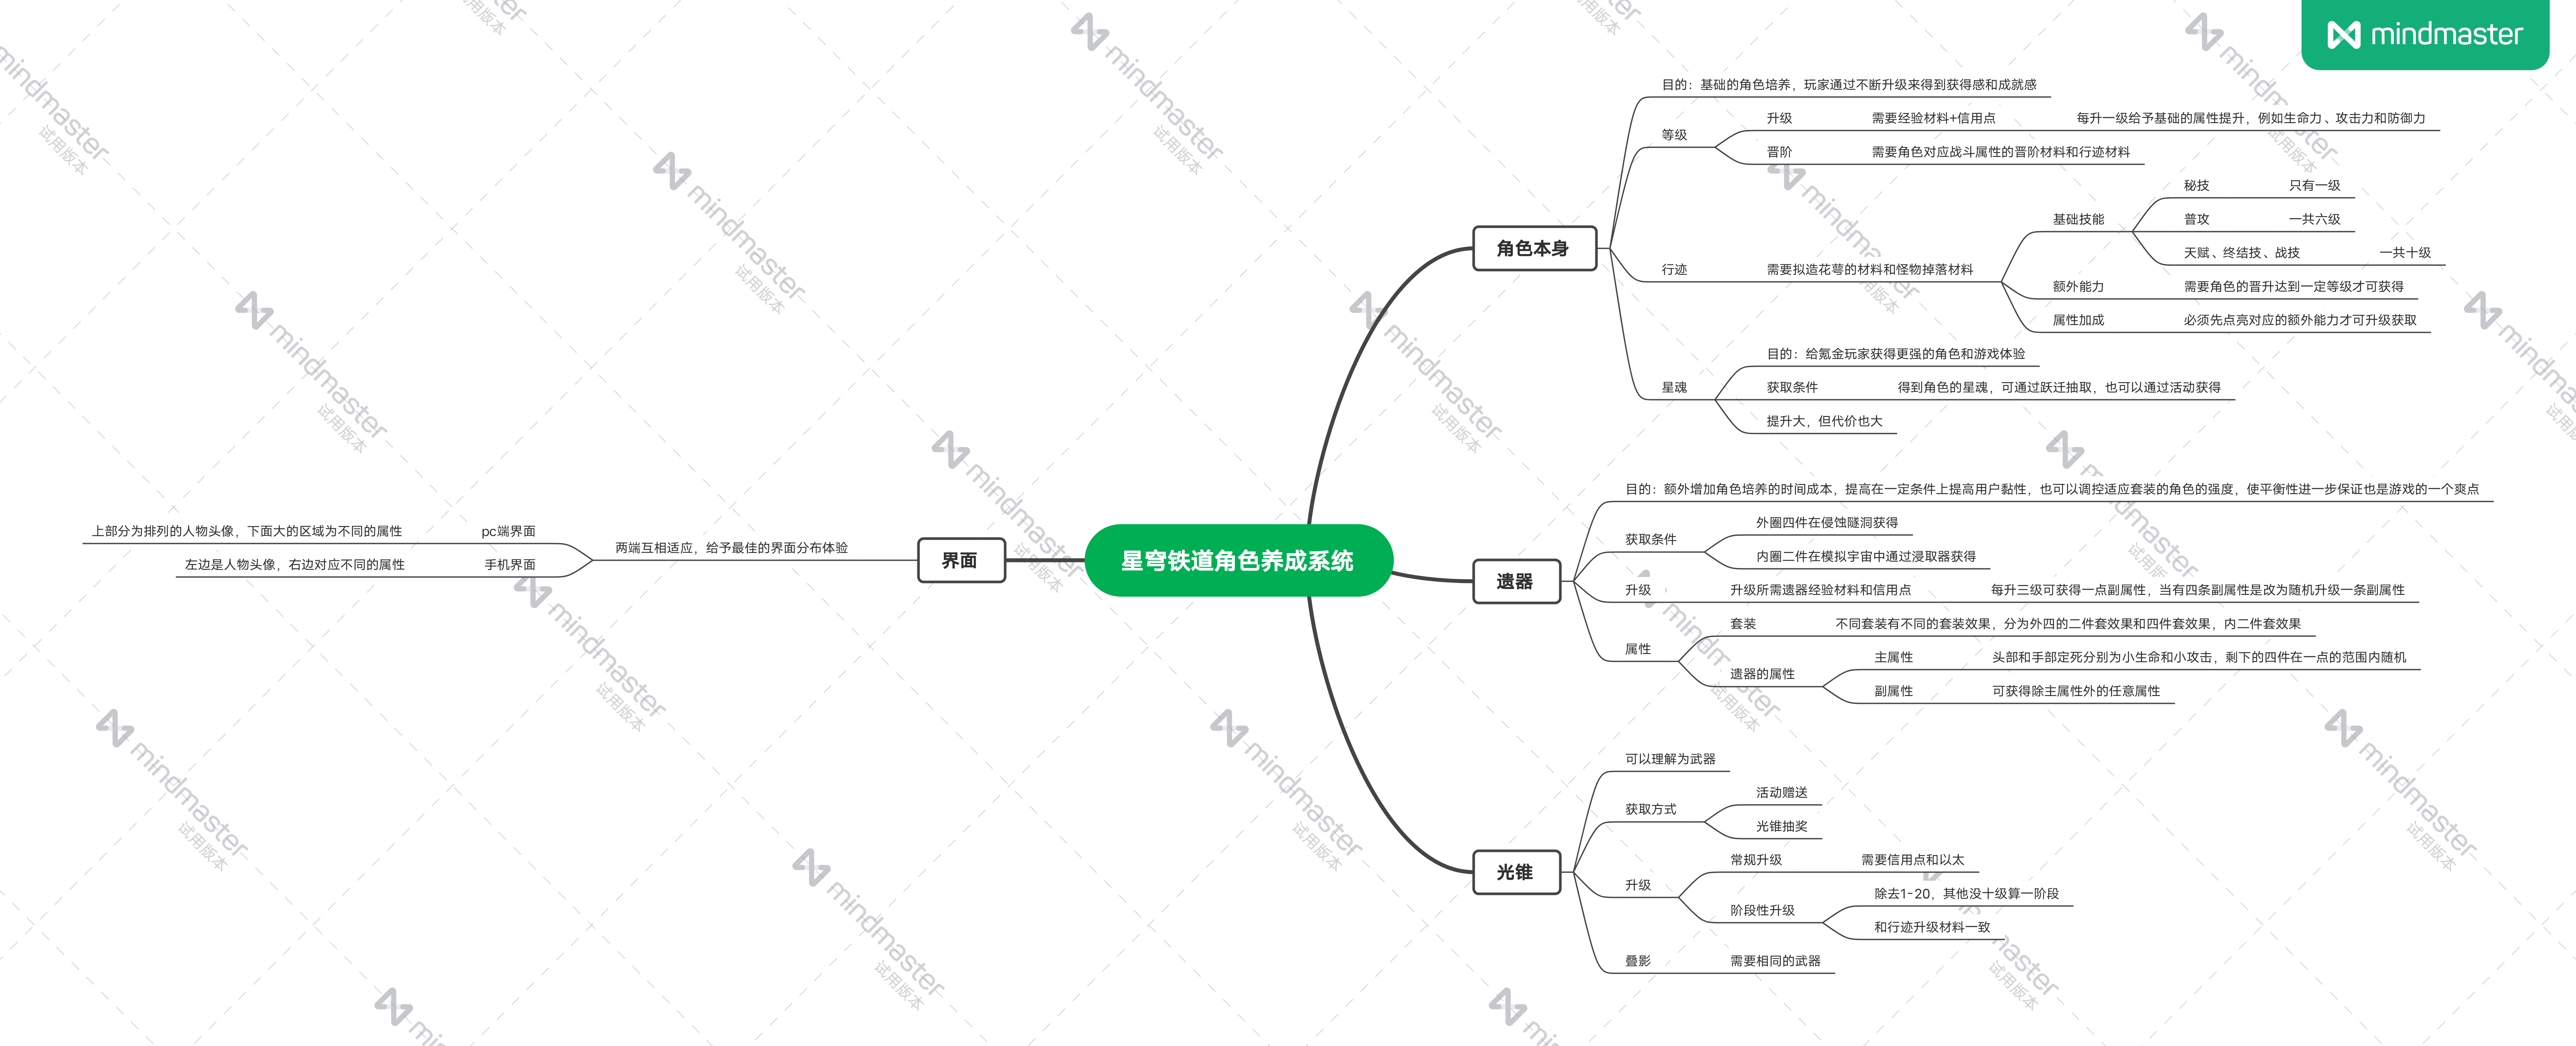 mindmaster
星穹铁道角色养成系统
角色本身
目的：基础的角色培养，玩家通过不断升级来得到获得感和成就感
等级
升级
需要经验材料+信用点
每升一级给予基础的属性提升，例如生命力、攻击力和防御力
晋阶
需要角色对应战斗属性的晋阶材料和行迹材料
行迹
需要拟造花萼的材料和怪物掉落材料
基础技能
秘技
只有一级
普攻
一共六级
天赋、终结技、战技
一共十级
额外能力
需要角色的晋升达到一定等级才可获得
属性加成
必须先点亮对应的额外能力才可升级获取
星魂
目的：给氪金玩家获得更强的角色和游戏体验
获取条件
得到角色的星魂，可通过跃迁抽取，也可以通过活动获得
提升大，但代价也大
遗器
目的：额外增加角色培养的时间成本，提高在一定条件上提高用户黏性，也可以调控适应套装的角色的强度，使平衡性进一步保证也是游戏的一个爽点
获取条件
外圈四件在侵蚀隧洞获得
内圈二件在模拟宇宙中通过浸取器获得
升级
升级所需遗器经验材料和信用点
每升三级可获得一点副属性，当有四条副属性是改为随机升级一条副属性
属性
套装
不同套装有不同的套装效果，分为外四的二件套效果和四件套效果，内二件套效果
遗器的属性
主属性
头部和手部定死分别为小生命和小攻击，剩下的四件在一点的范围内随机
副属性
可获得除主属性外的任意属性
光锥
可以理解为武器
获取方式
活动赠送
光锥抽奖
升级
常规升级
需要信用点和以太
阶段性升级
除去1-20，其他没十级算一阶段
和行迹升级材料一致
叠影
需要相同的武器
界面
两端互相适应，给予最佳的界面分布体验
pc端界面
上部分为排列的人物头像，下面大的区域为不同的属性
手机界面
左边是人物头像，右边对应不同的属性
mindmaster
试用版本